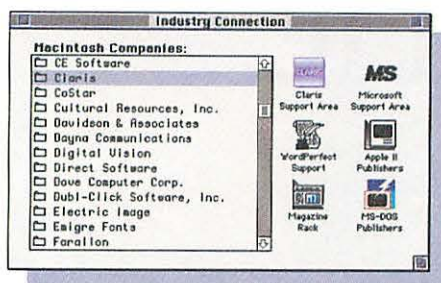 Industry Connection
Macintosh Companies:
CE Software
Claris
CoStar
Cultural Resources, Inc.
Davidson & Associates
Dayna Communications
Digital Vision
Direct Software
Dove Computer Corp.
Dubl-Click Software, Inc.
Electric Image
Emigre Fonts
Farallon
CLARIS
Claris
Support Area
MS
Microsoft
Support Area
WordPerfect
Support
Apple II
Publishers
Magazine
Rack
MS-DOS
Publishers